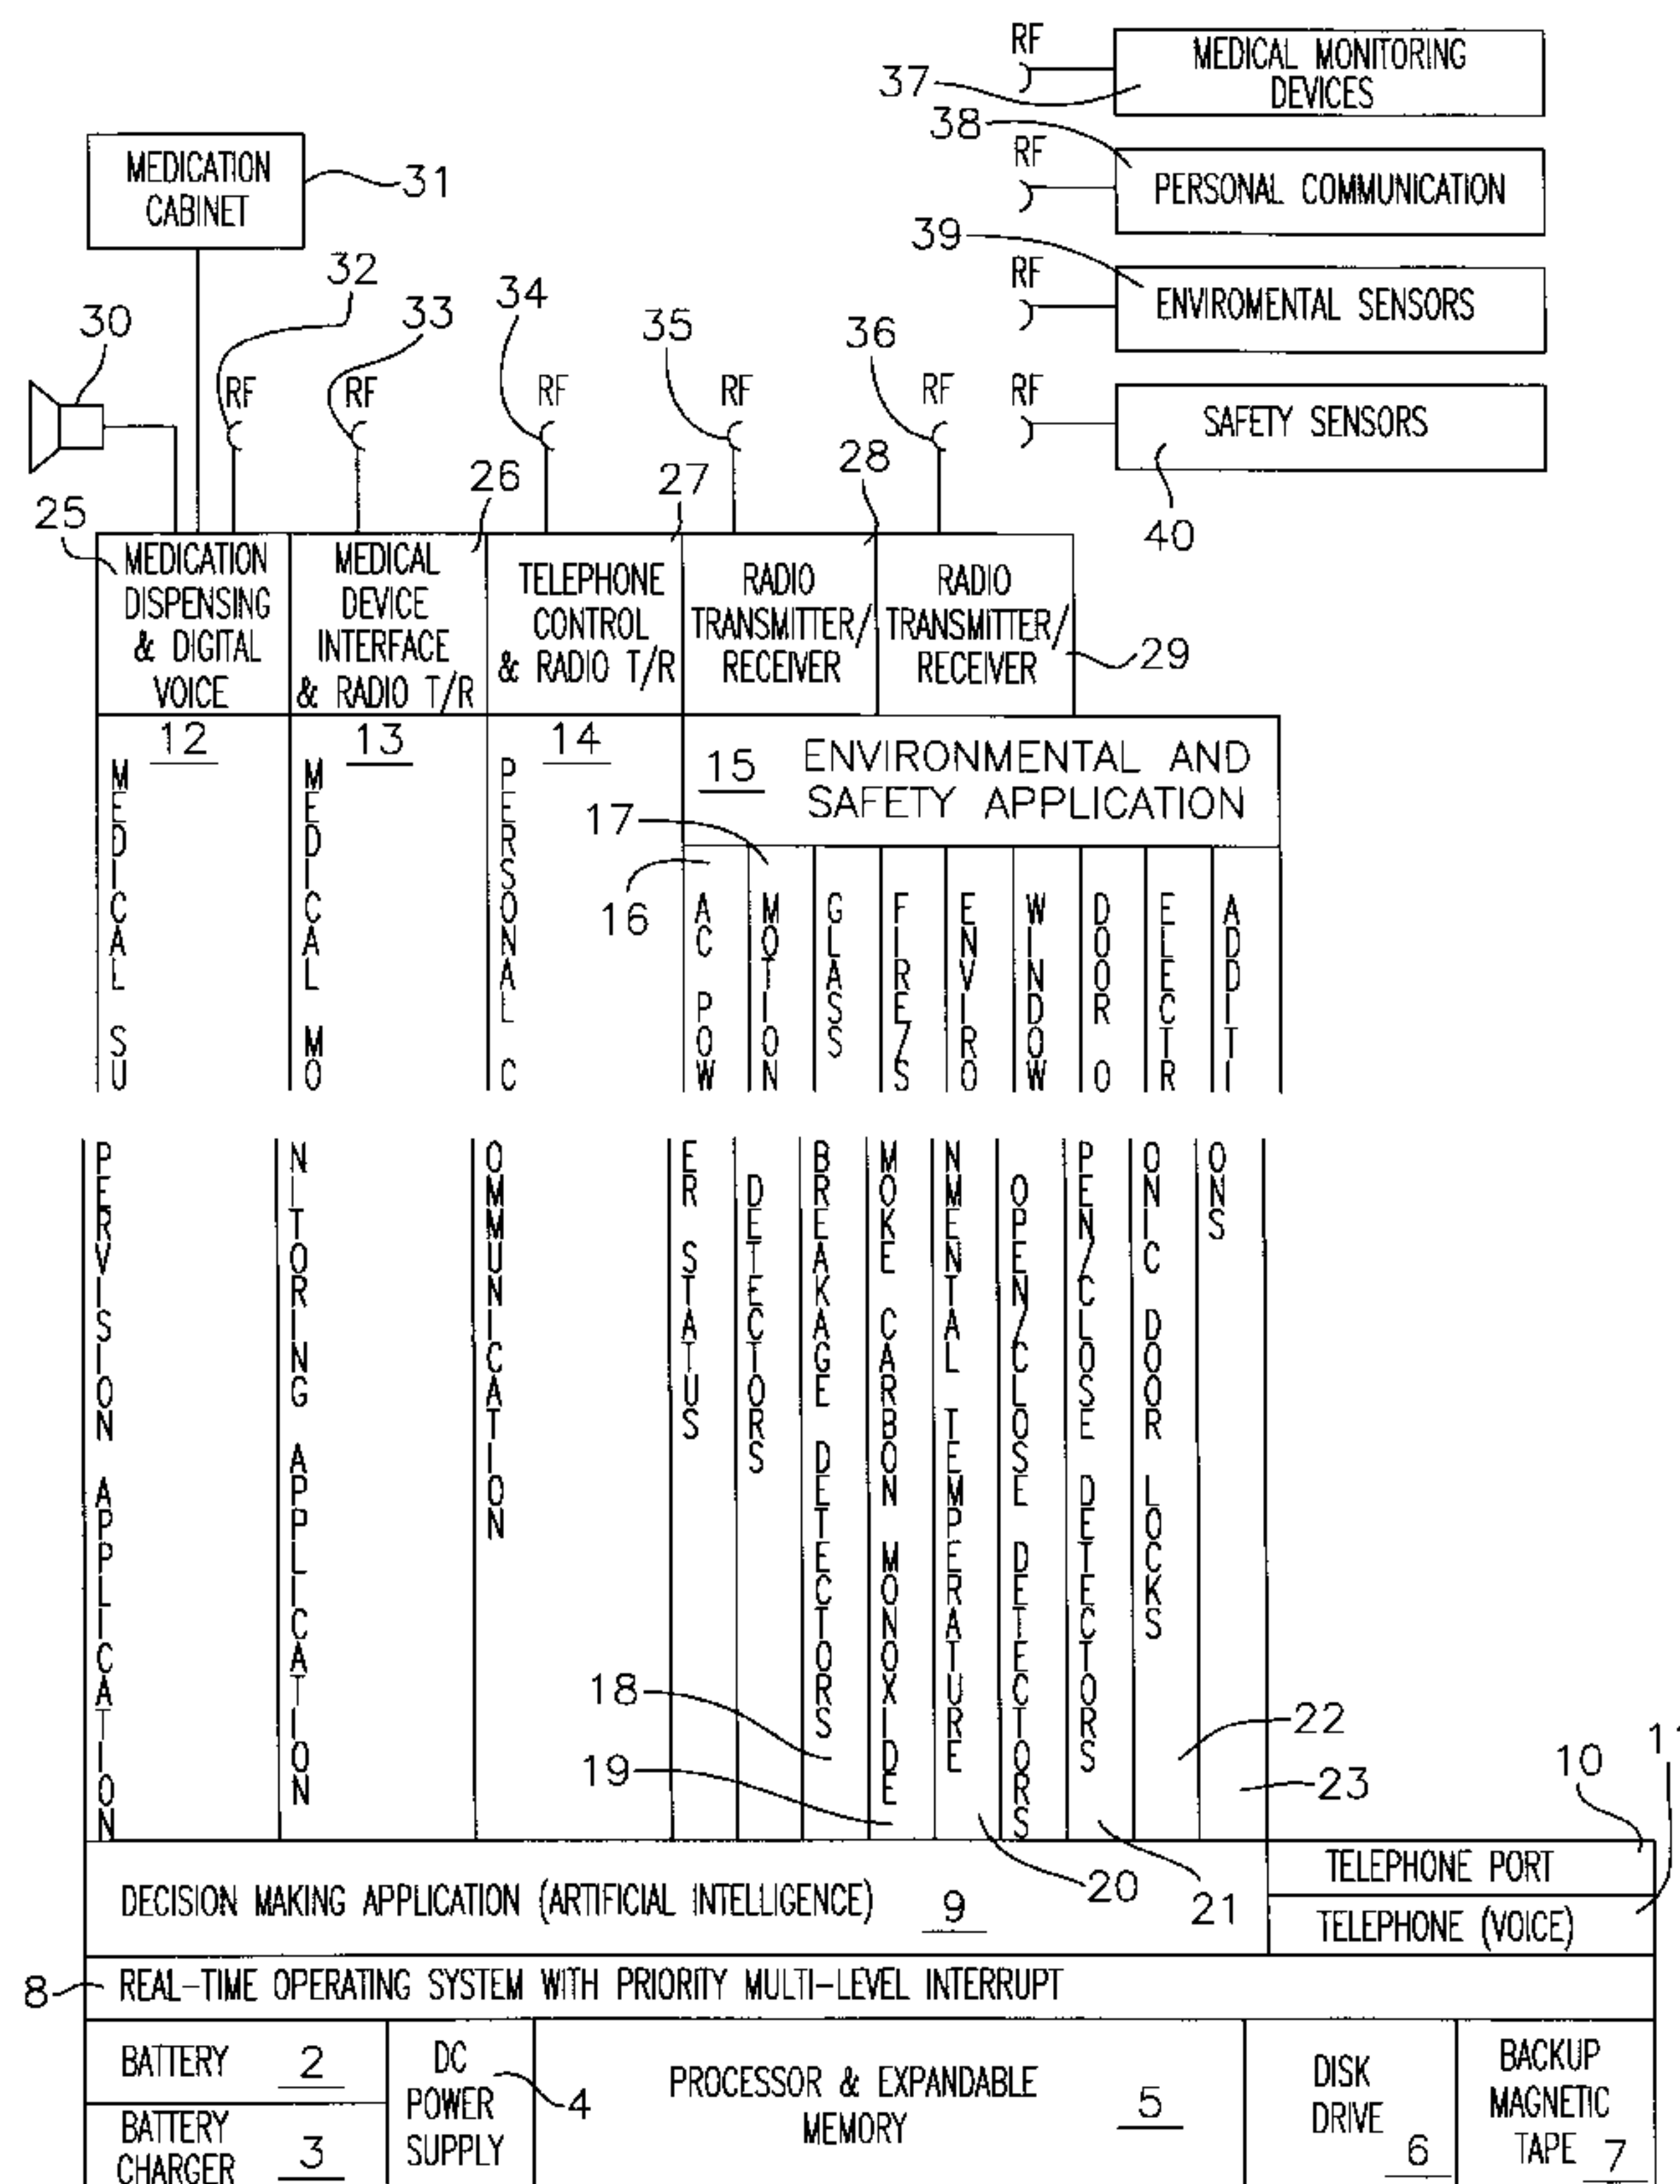 RF
MEDICAL MONITORING
DEVICES
37
38
RF
PERSONAL COMMUNICATION
39
RF
ENVIROMENTAL SENSORS
RF
SAFETY SENSORS
40
MEDICATION
CABINET
31
30
32
33
34
35
36
RF
RF
RF
RF
RF
25
26
27
28
29
MEDICATION
DISPENSING
& DIGITAL
VOICE
MEDICAL
DEVICE
INTERFACE
& RADIO T/R
TELEPHONE
CONTROL
& RADIO T/R
RADIO
TRANSMITTER/
RECEIVER
RADIO
TRANSMITTER/
RECEIVER
12
MEDICAL SUPERVISION APPLICATION
13
MEDICAL MONITORING APPLICATION
14
PERSONAL COMMUNICATION
15
ENVIRONMENTAL AND
SAFETY APPLICATION
16
17
AC POWER STATUS
MOTION DETECTORS
GLASS BREAKAGE DETECTORS
FIRE/SMOKE CARBON MONOXIDE
ENVIRONMENTAL TEMPERATURE
WINDOW OPEN/CLOSE DETECTORS
DOOR OPEN/CLOSE DETECTORS
ELECTRONIC DOOR LOCKS
ADDITIONS
18
19
20
21
22
23
10
TELEPHONE PORT
TELEPHONE (VOICE)
DECISION MAKING APPLICATION (ARTIFICIAL INTELLIGENCE) 9
8
REAL-TIME OPERATING SYSTEM WITH PRIORITY MULTI-LEVEL INTERRUPT
BATTERY 2
BATTERY
CHARGER 3
DC
POWER
SUPPLY
4
PROCESSOR & EXPANDABLE
MEMORY
5
DISK
DRIVE
6
BACKUP
MAGNETIC
TAPE 7